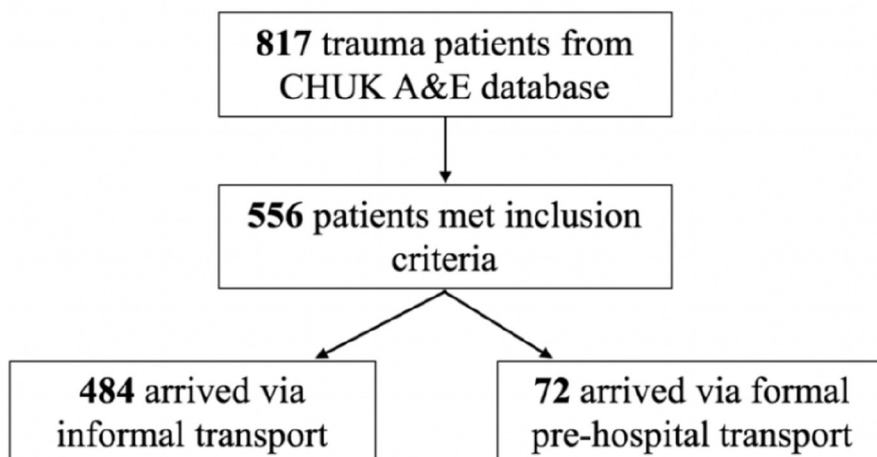 817 trauma patients from
CHUK A&E database
556 patients met inclusion
criteria
484 arrived via
informal transport
72 arrived via formal
pre-hospital transport